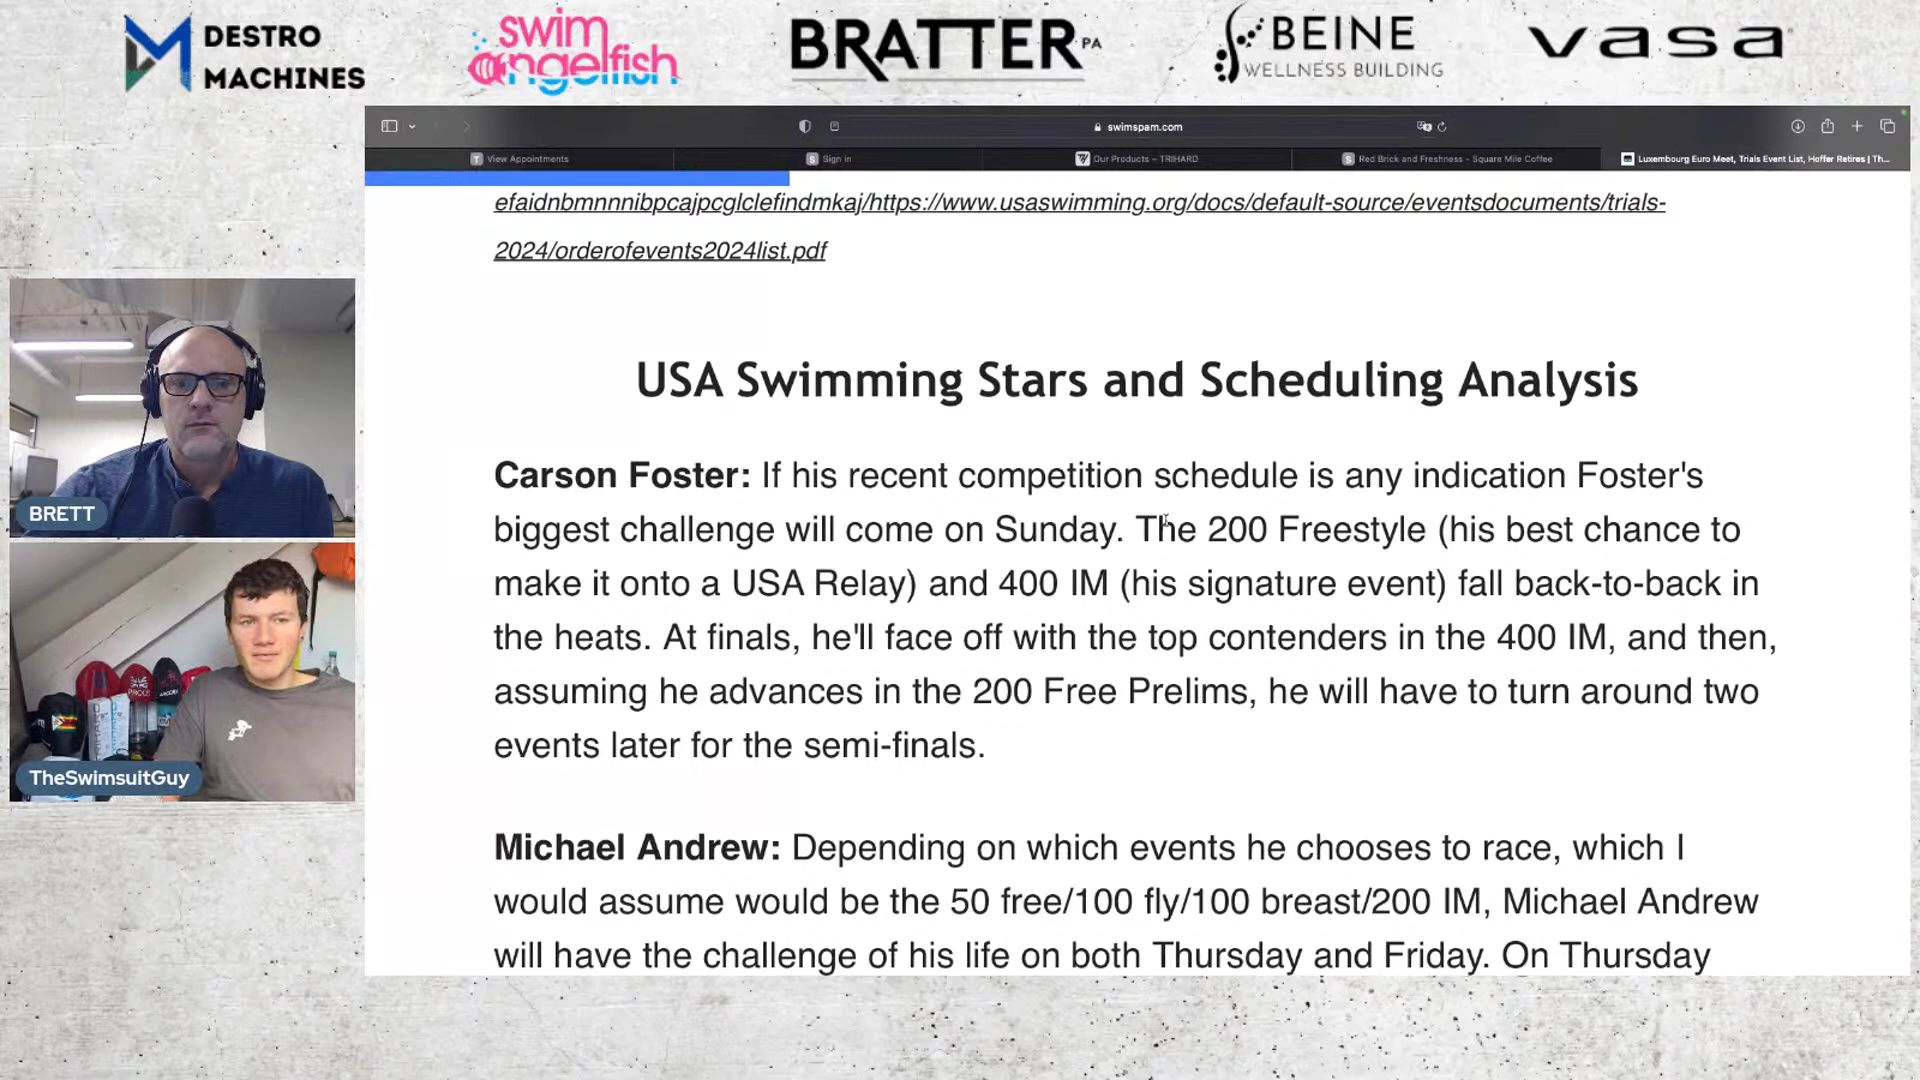 DESTRO
MACHINES
swim
angelfish
BRATTER PA
BEINE
WELLNESS BUILDING
vasa
swimspam.com
View Appointments
Sign in
Our Products – TRIHARD
Red Brick and Freshness – Square Mile Coffee
Luxembourg Euro Meet, Trials Event List, Hoffer Retires | Th...
efaidnbmnnnibpcajpcglclefindmkaj/https://www.usaswimming.org/docs/default-source/eventsdocuments/trials-
2024/orderofevents2024list.pdf
USA Swimming Stars and Scheduling Analysis
Carson Foster: If his recent competition schedule is any indication Foster's
biggest challenge will come on Sunday. The 200 Freestyle (his best chance to
make it onto a USA Relay) and 400 IM (his signature event) fall back-to-back in
the heats. At finals, he'll face off with the top contenders in the 400 IM, and then,
assuming he advances in the 200 Free Prelims, he will have to turn around two
events later for the semi-finals.
Michael Andrew: Depending on which events he chooses to race, which I
would assume would be the 50 free/100 fly/100 breast/200 IM, Michael Andrew
will have the challenge of his life on both Thursday and Friday. On Thursday
BRETT
TheSwimsuitGuy